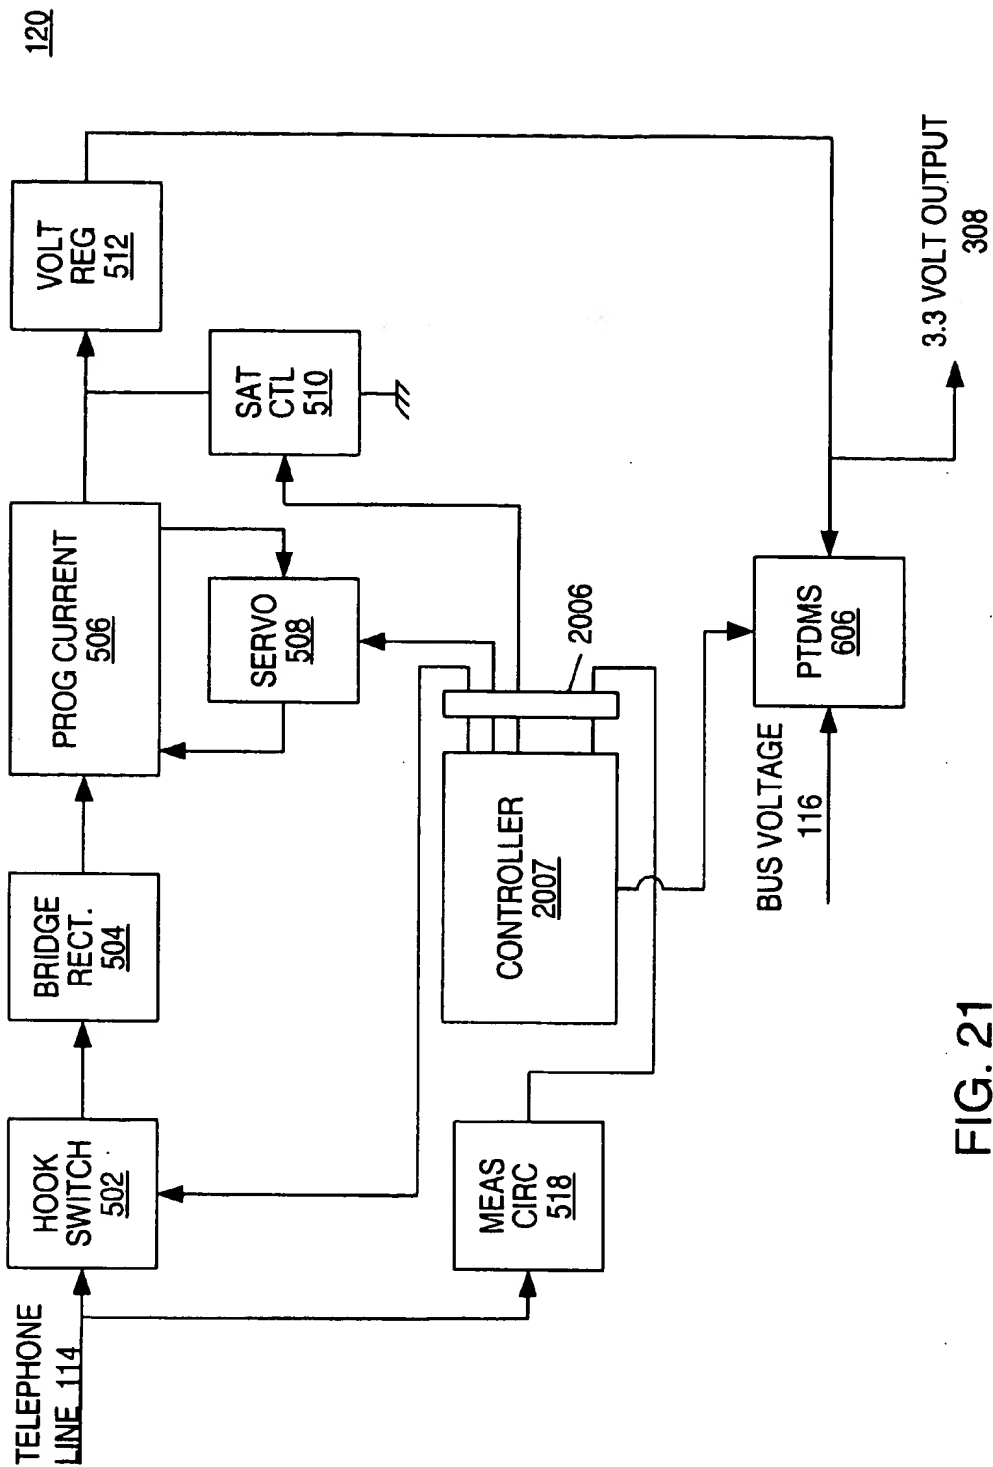 120
TELEPHONE
LINE 114
HOOK
SWITCH
502
BRIDGE
RECT.
504
PROG CURRENT
506
VOLT
REG
512
SERVO
508
SAT
CTL
510
MEAS
CIRC
518
CONTROLLER
2007
2006
BUS VOLTAGE
116
PTDMS
606
3.3 VOLT OUTPUT
308
FIG. 21